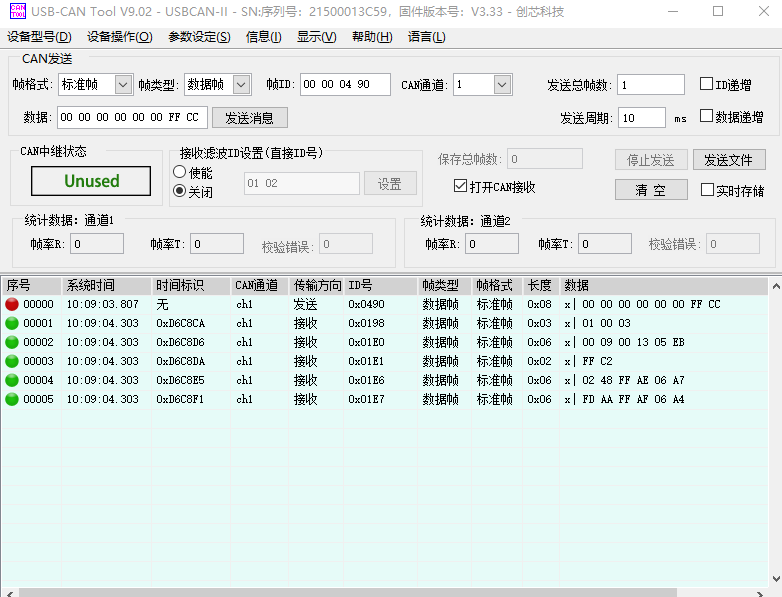 USB-CAN Tool V9.02 - USBCAN-II - SN:序列号：21500013C59，固件版本号：V3.33 - 创芯科技
设备型号(D) 设备操作(O) 参数设定(S) 信息(I) 显示(V) 帮助(H) 语言(L)
CAN发送
帧格式: 标准帧 帧类型: 数据帧 帧ID: 00 00 04 90 CAN通道: 1 发送总帧数: 1 ID递增
数据: 00 00 00 00 00 00 FF CC 发送消息 发送周期: 10 ms 数据递增
CAN中继状态 接收滤波ID设置(直接ID号)
Unused 使能 关闭 01 02 设置
保存总帧数: 0 停止发送 发送文件
打开CAN接收 清 空 实时存储
统计数据：通道1 统计数据：通道2
帧率R: 0 帧率T: 0 校验错误: 0 帧率R: 0 帧率T: 0 校验错误: 0
序号 系统时间 时间标识 CAN通道 传输方向 ID号 帧类型 帧格式 长度 数据
00000 10:09:03.807 无 ch1 发送 0x0490 数据帧 标准帧 0x08 x| 00 00 00 00 00 00 FF CC
00001 10:09:04.303 0xD6C8CA ch1 接收 0x0198 数据帧 标准帧 0x03 x| 01 00 03
00002 10:09:04.303 0xD6C8D6 ch1 接收 0x01E0 数据帧 标准帧 0x06 x| 00 09 00 13 05 EB
00003 10:09:04.303 0xD6C8DA ch1 接收 0x01E1 数据帧 标准帧 0x02 x| FF C2
00004 10:09:04.303 0xD6C8E5 ch1 接收 0x01E6 数据帧 标准帧 0x06 x| 02 48 FF AE 06 A7
00005 10:09:04.303 0xD6C8F1 ch1 接收 0x01E7 数据帧 标准帧 0x06 x| FD AA FF AF 06 A4